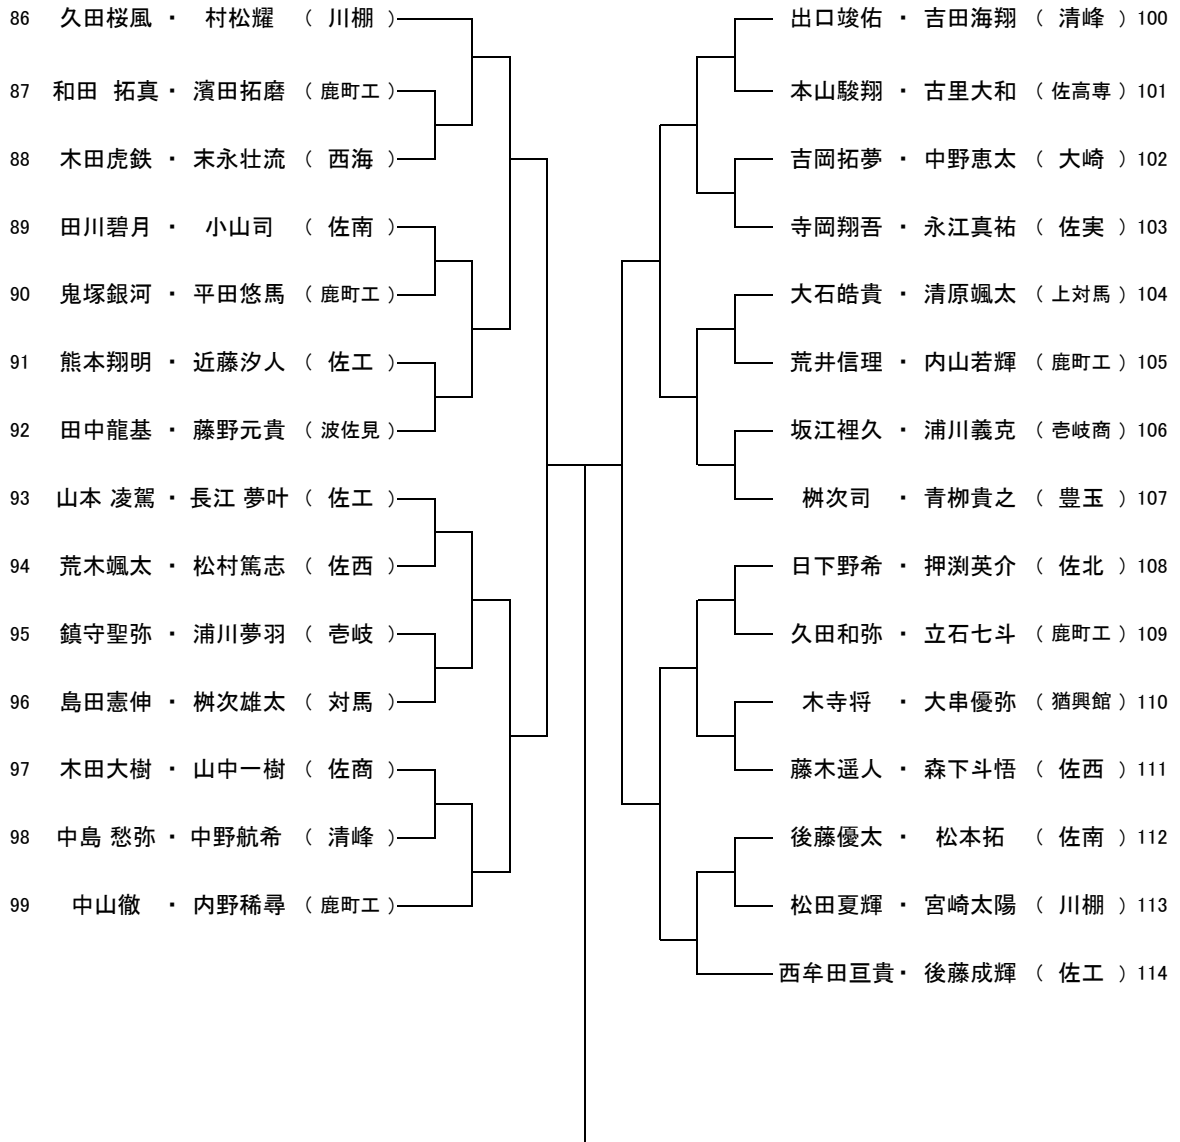 86 久田桜風 ・ 村松耀 ( 川棚 )
87 和田 拓真 ・ 濱田拓磨 ( 鹿町工 )
88 木田虎鉄 ・ 末永壮流 ( 西海 )
89 田川碧月 ・ 小山司 ( 佐南 )
90 鬼塚銀河 ・ 平田悠馬 ( 鹿町工 )
91 熊本翔明 ・ 近藤汐人 ( 佐工 )
92 田中龍基 ・ 藤野元貴 ( 波佐見 )
93 山本 凌駕 ・ 長江 夢叶 ( 佐工 )
94 荒木颯太 ・ 松村篤志 ( 佐西 )
95 鎮守聖弥 ・ 浦川夢羽 ( 壱岐 )
96 島田憲伸 ・ 桝次雄太 ( 対馬 )
97 木田大樹 ・ 山中一樹 ( 佐商 )
98 中島 愁弥 ・ 中野航希 ( 清峰 )
99 中山徹 ・ 内野稀尋 ( 鹿町工 )
出口竣佑 ・ 吉田海翔 ( 清峰 ) 100
本山駿翔 ・ 古里大和 ( 佐高専 ) 101
吉岡拓夢 ・ 中野恵太 ( 大崎 ) 102
寺岡翔吾 ・ 永江真祐 ( 佐実 ) 103
大石皓貴 ・ 清原颯太 ( 上対馬 ) 104
荒井信理 ・ 内山若輝 ( 鹿町工 ) 105
坂江裡久 ・ 浦川義克 ( 壱岐商 ) 106
桝次司 ・ 青栁貴之 ( 豊玉 ) 107
日下野希 ・ 押渕英介 ( 佐北 ) 108
久田和弥 ・ 立石七斗 ( 鹿町工 ) 109
木寺将 ・ 大串優弥 ( 猶興館 ) 110
藤木遥人 ・ 森下斗悟 ( 佐西 ) 111
後藤優太 ・ 松本拓 ( 佐南 ) 112
松田夏輝 ・ 宮崎太陽 ( 川棚 ) 113
西牟田亘貴 ・ 後藤成輝 ( 佐工 ) 114